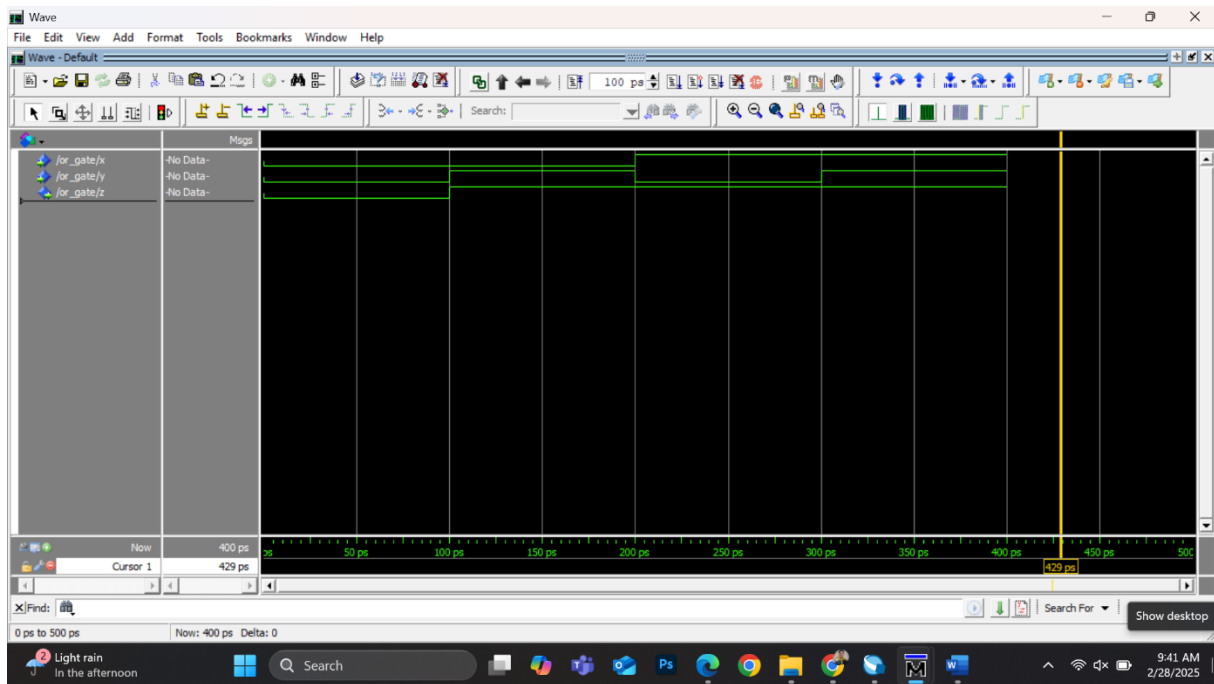 Wave
File Edit View Add Format Tools Bookmarks Window Help
Wave - Default
100 ps
Search:
Msgs
/or_gate/x -No Data-
/or_gate/y -No Data-
/or_gate/z -No Data-
Now 400 ps
ps 50 ps 100 ps 150 ps 200 ps 250 ps 300 ps 350 ps 400 ps 450 ps 500
Cursor 1 429 ps
429 ps
Find:
Search For
Show desktop
0 ps to 500 ps Now: 400 ps Delta: 0
2
Light rain
In the afternoon
Search
Ps
W
M
9:41 AM
2/28/2025